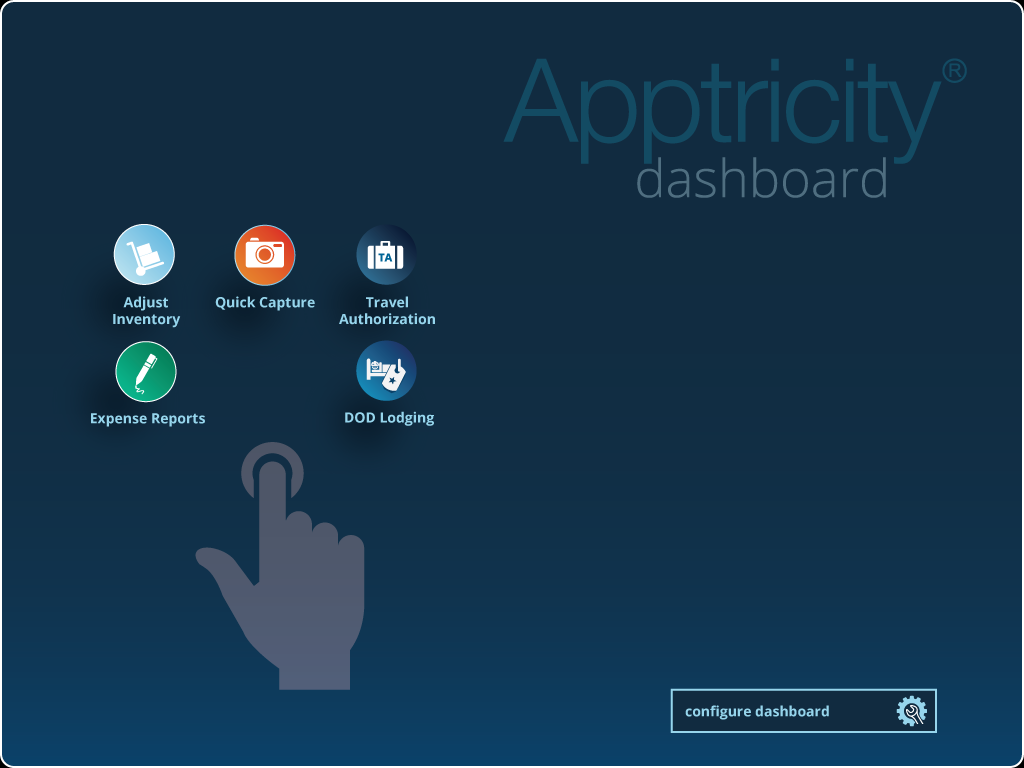 Apptricity®
dashboard
Adjust
Inventory
Quick Capture
TA
Travel
Authorization
Expense Reports
DOD Lodging
configure dashboard